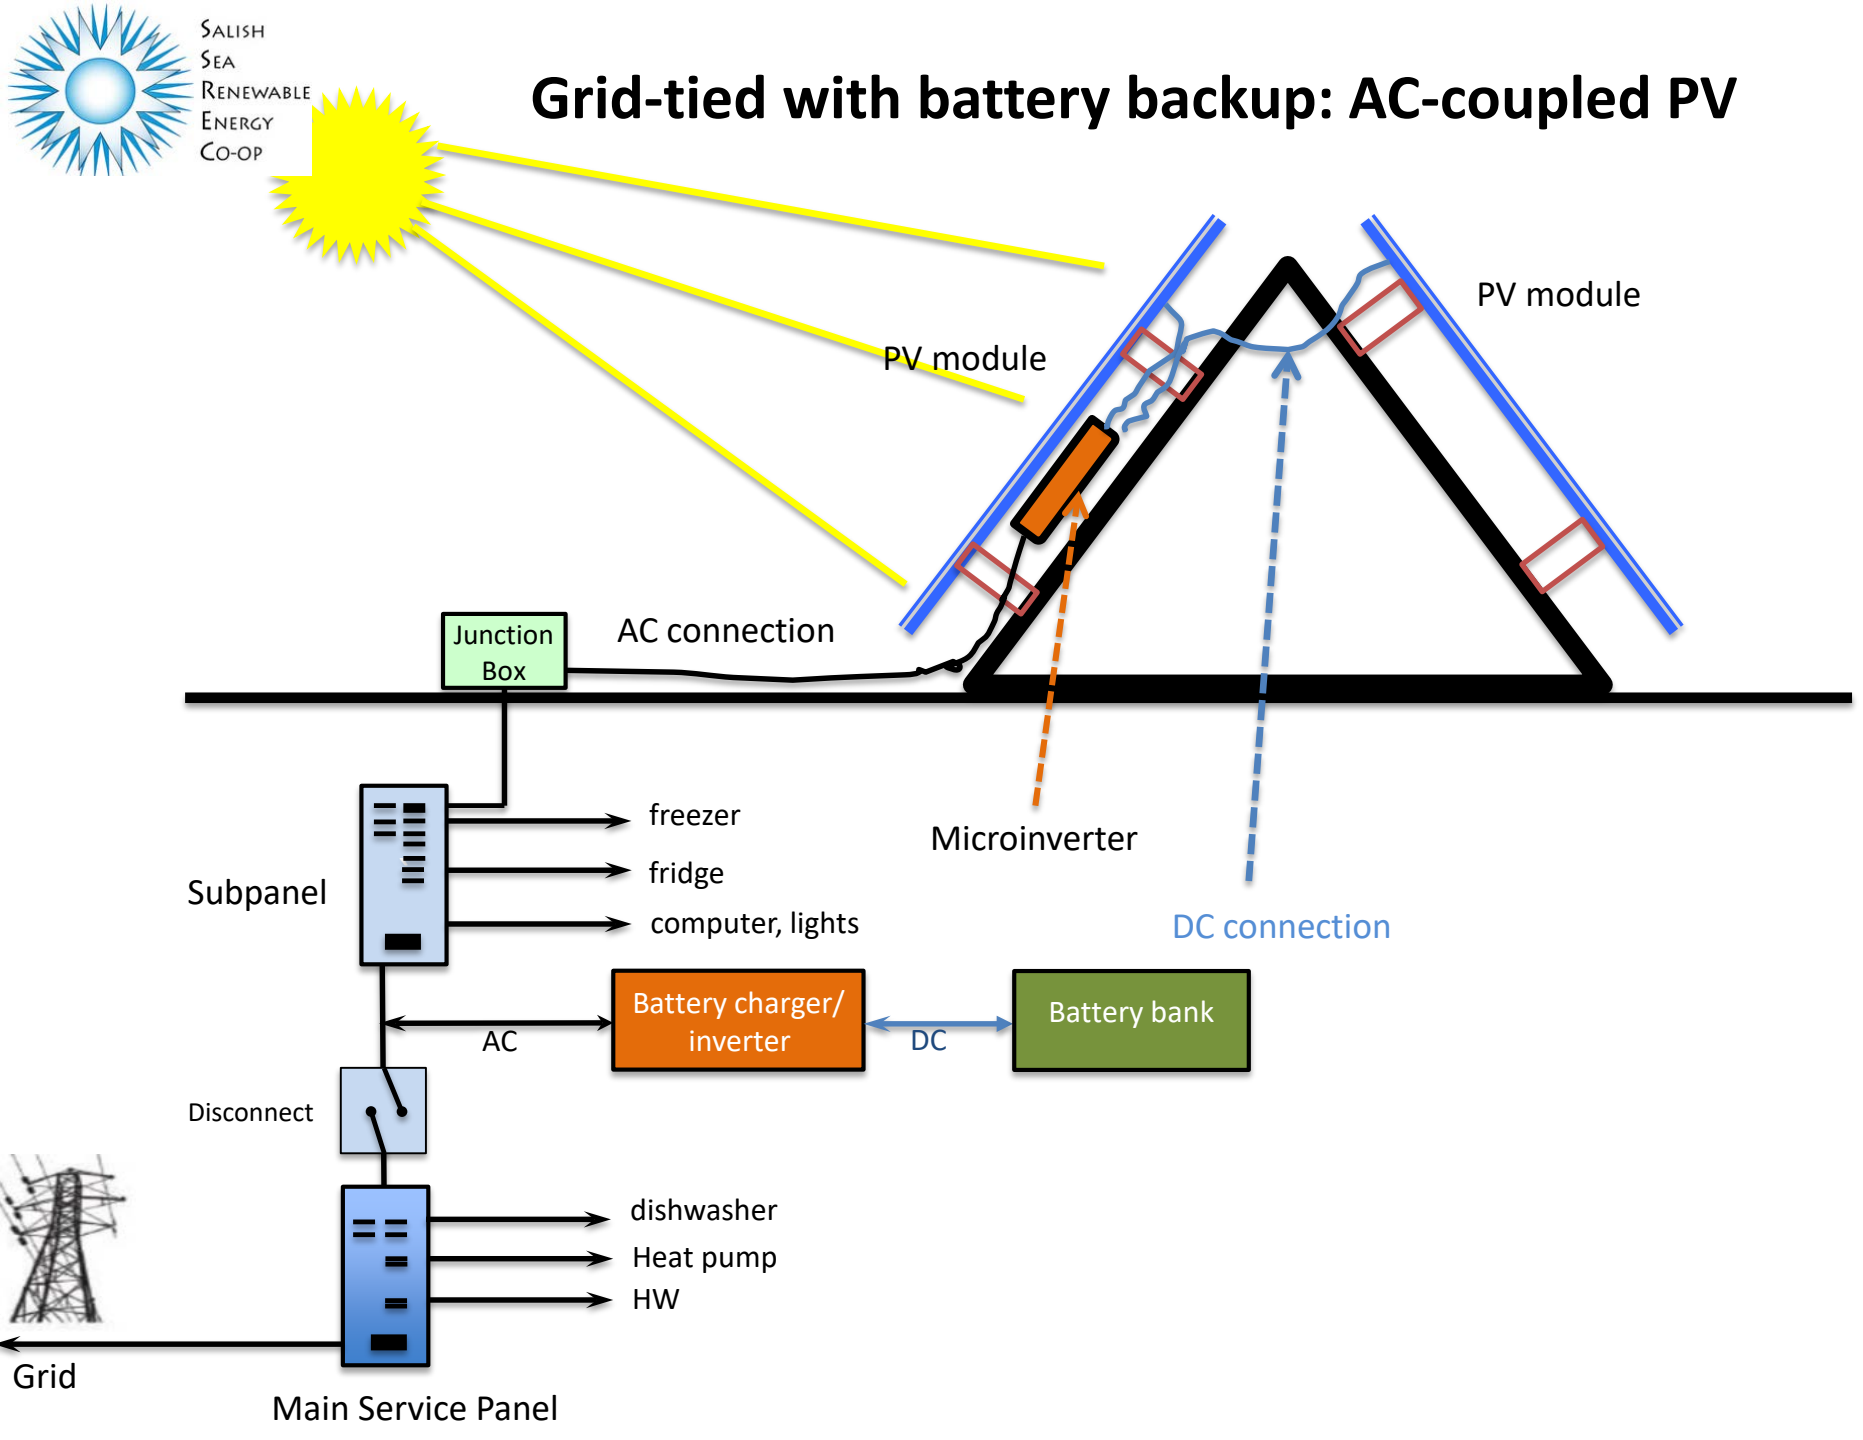 SALISH
SEA
RENEWABLE
ENERGY
CO-OP
Grid-tied with battery backup: AC-coupled PV
PV module
PV module
Junction
Box
AC connection
Microinverter
DC connection
Subpanel
freezer
fridge
computer, lights
Battery charger/
inverter
Battery bank
AC
DC
Disconnect
dishwasher
Heat pump
HW
Grid
Main Service Panel